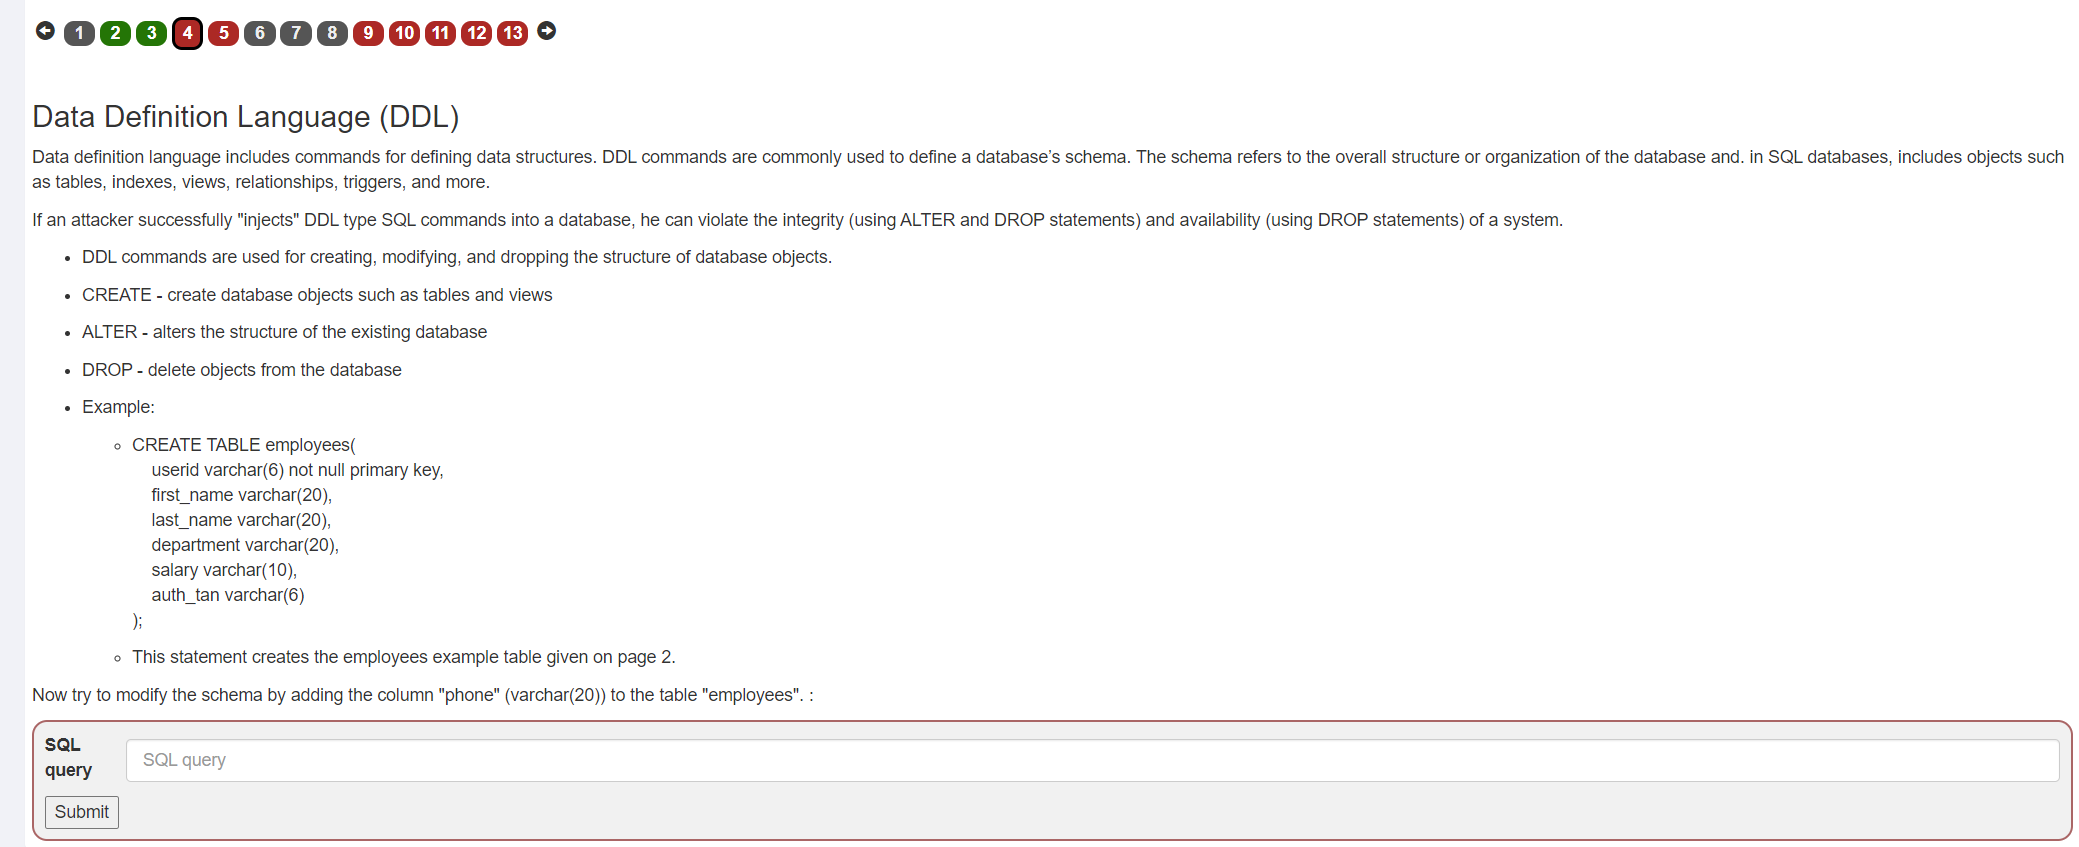 1 2 3 4 5 6 7 8 9 10 11 12 13
Data Definition Language (DDL)
Data definition language includes commands for defining data structures. DDL commands are commonly used to define a database’s schema. The schema refers to the overall structure or organization of the database and. in SQL databases, includes objects such
as tables, indexes, views, relationships, triggers, and more.
If an attacker successfully "injects" DDL type SQL commands into a database, he can violate the integrity (using ALTER and DROP statements) and availability (using DROP statements) of a system.
• DDL commands are used for creating, modifying, and dropping the structure of database objects.
• CREATE - create database objects such as tables and views
• ALTER - alters the structure of the existing database
• DROP - delete objects from the database
• Example:
◦ CREATE TABLE employees(
userid varchar(6) not null primary key,
first_name varchar(20),
last_name varchar(20),
department varchar(20),
salary varchar(10),
auth_tan varchar(6)
);
◦ This statement creates the employees example table given on page 2.
Now try to modify the schema by adding the column "phone" (varchar(20)) to the table "employees". :
SQL
query
SQL query
Submit